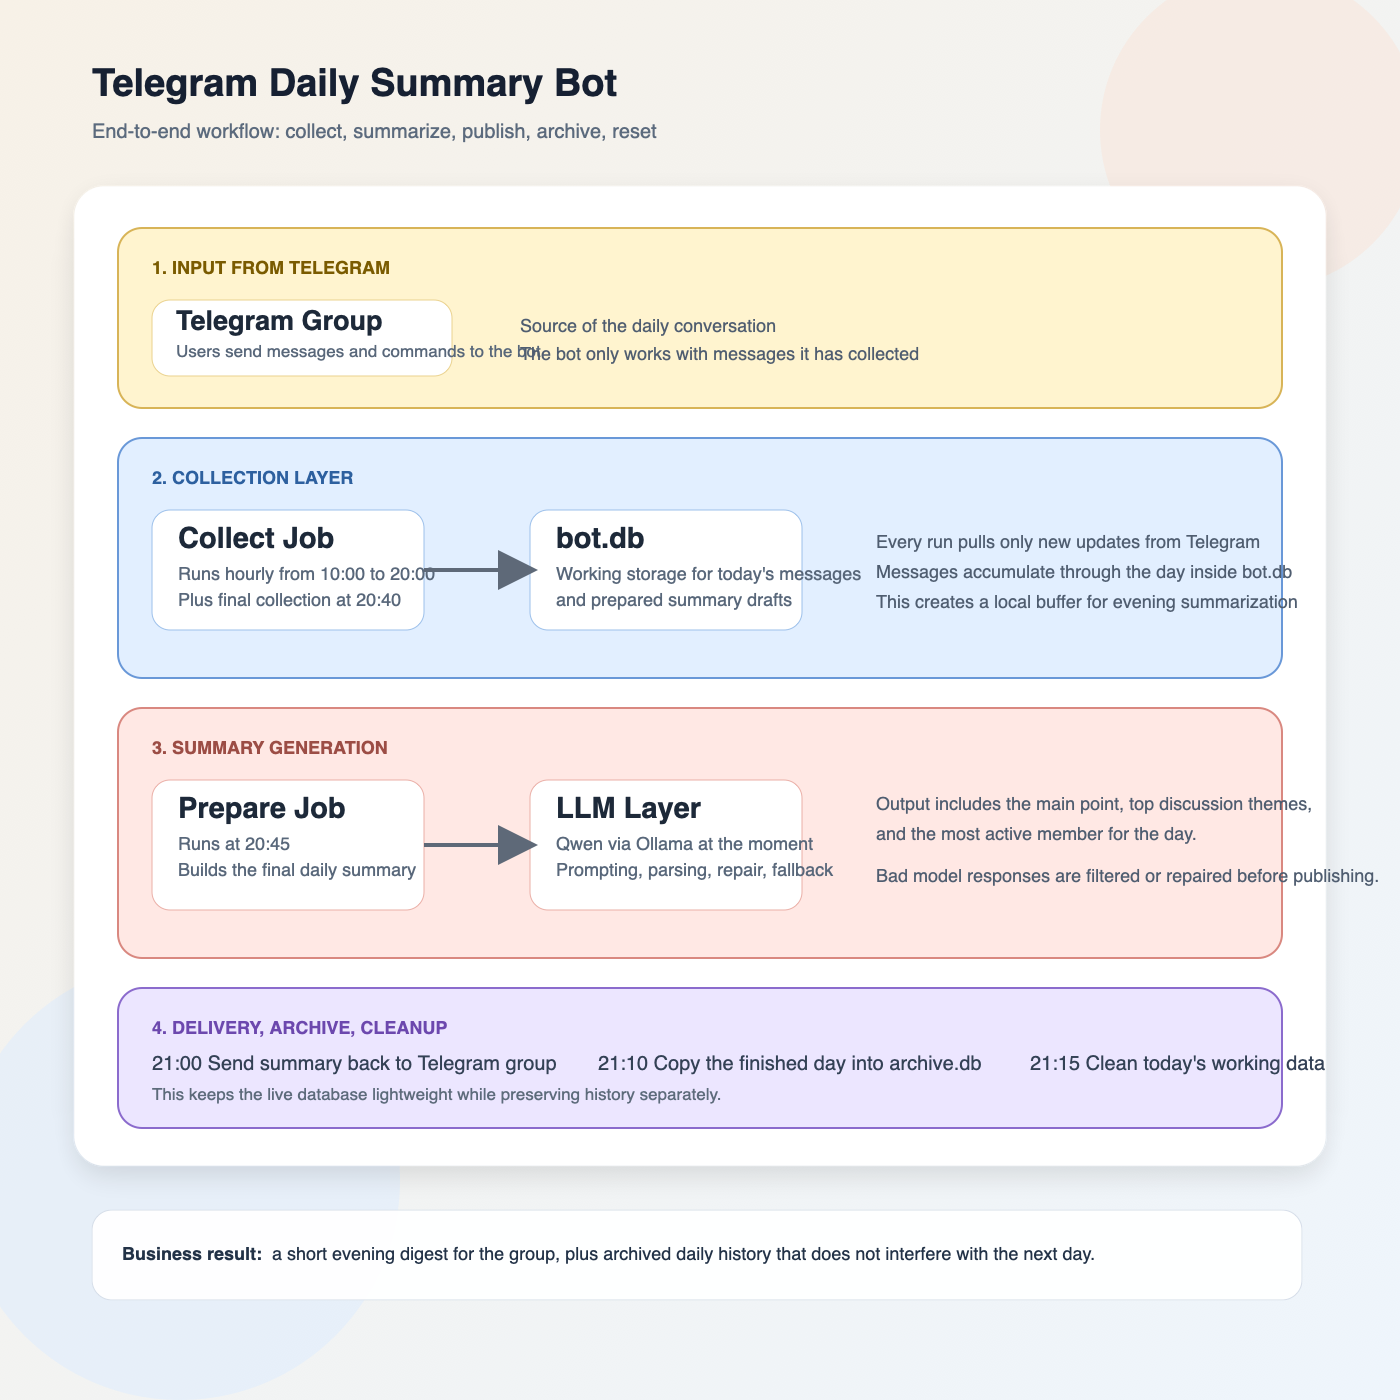 Telegram Daily Summary Bot
End-to-end workflow: collect, summarize, publish, archive, reset
1. INPUT FROM TELEGRAM
Telegram Group
Users send messages and commands to the bot.
Source of the daily conversation
The bot only works with messages it has collected
2. COLLECTION LAYER
Collect Job
Runs hourly from 10:00 to 20:00
Plus final collection at 20:40
bot.db
Working storage for today's messages
and prepared summary drafts
Every run pulls only new updates from Telegram
Messages accumulate through the day inside bot.db
This creates a local buffer for evening summarization
3. SUMMARY GENERATION
Prepare Job
Runs at 20:45
Builds the final daily summary
LLM Layer
Qwen via Ollama at the moment
Prompting, parsing, repair, fallback
Output includes the main point, top discussion themes,
and the most active member for the day.
Bad model responses are filtered or repaired before publishing.
4. DELIVERY, ARCHIVE, CLEANUP
21:00 Send summary back to Telegram group
21:10 Copy the finished day into archive.db
21:15 Clean today's working data
This keeps the live database lightweight while preserving history separately.
Business result: a short evening digest for the group, plus archived daily history that does not interfere with the next day.